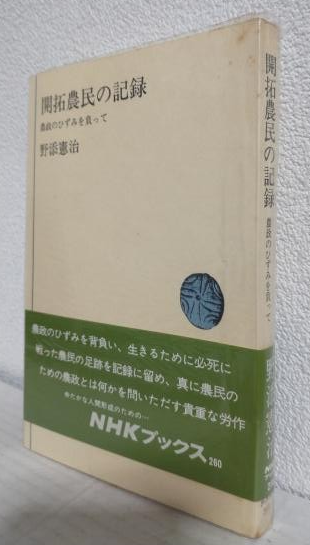 開拓農民の記録
農政のひずみを負って
野添憲治
農政のひずみを背負い、生きるために必死に
戦った農民の足跡を記録に留め、真に農民の
ための農政とは何かを問いただす貴重な労作
あらたな人間形成のための…
NHKブックス260
開拓農民の記録
農政のひずみを負って
NHK